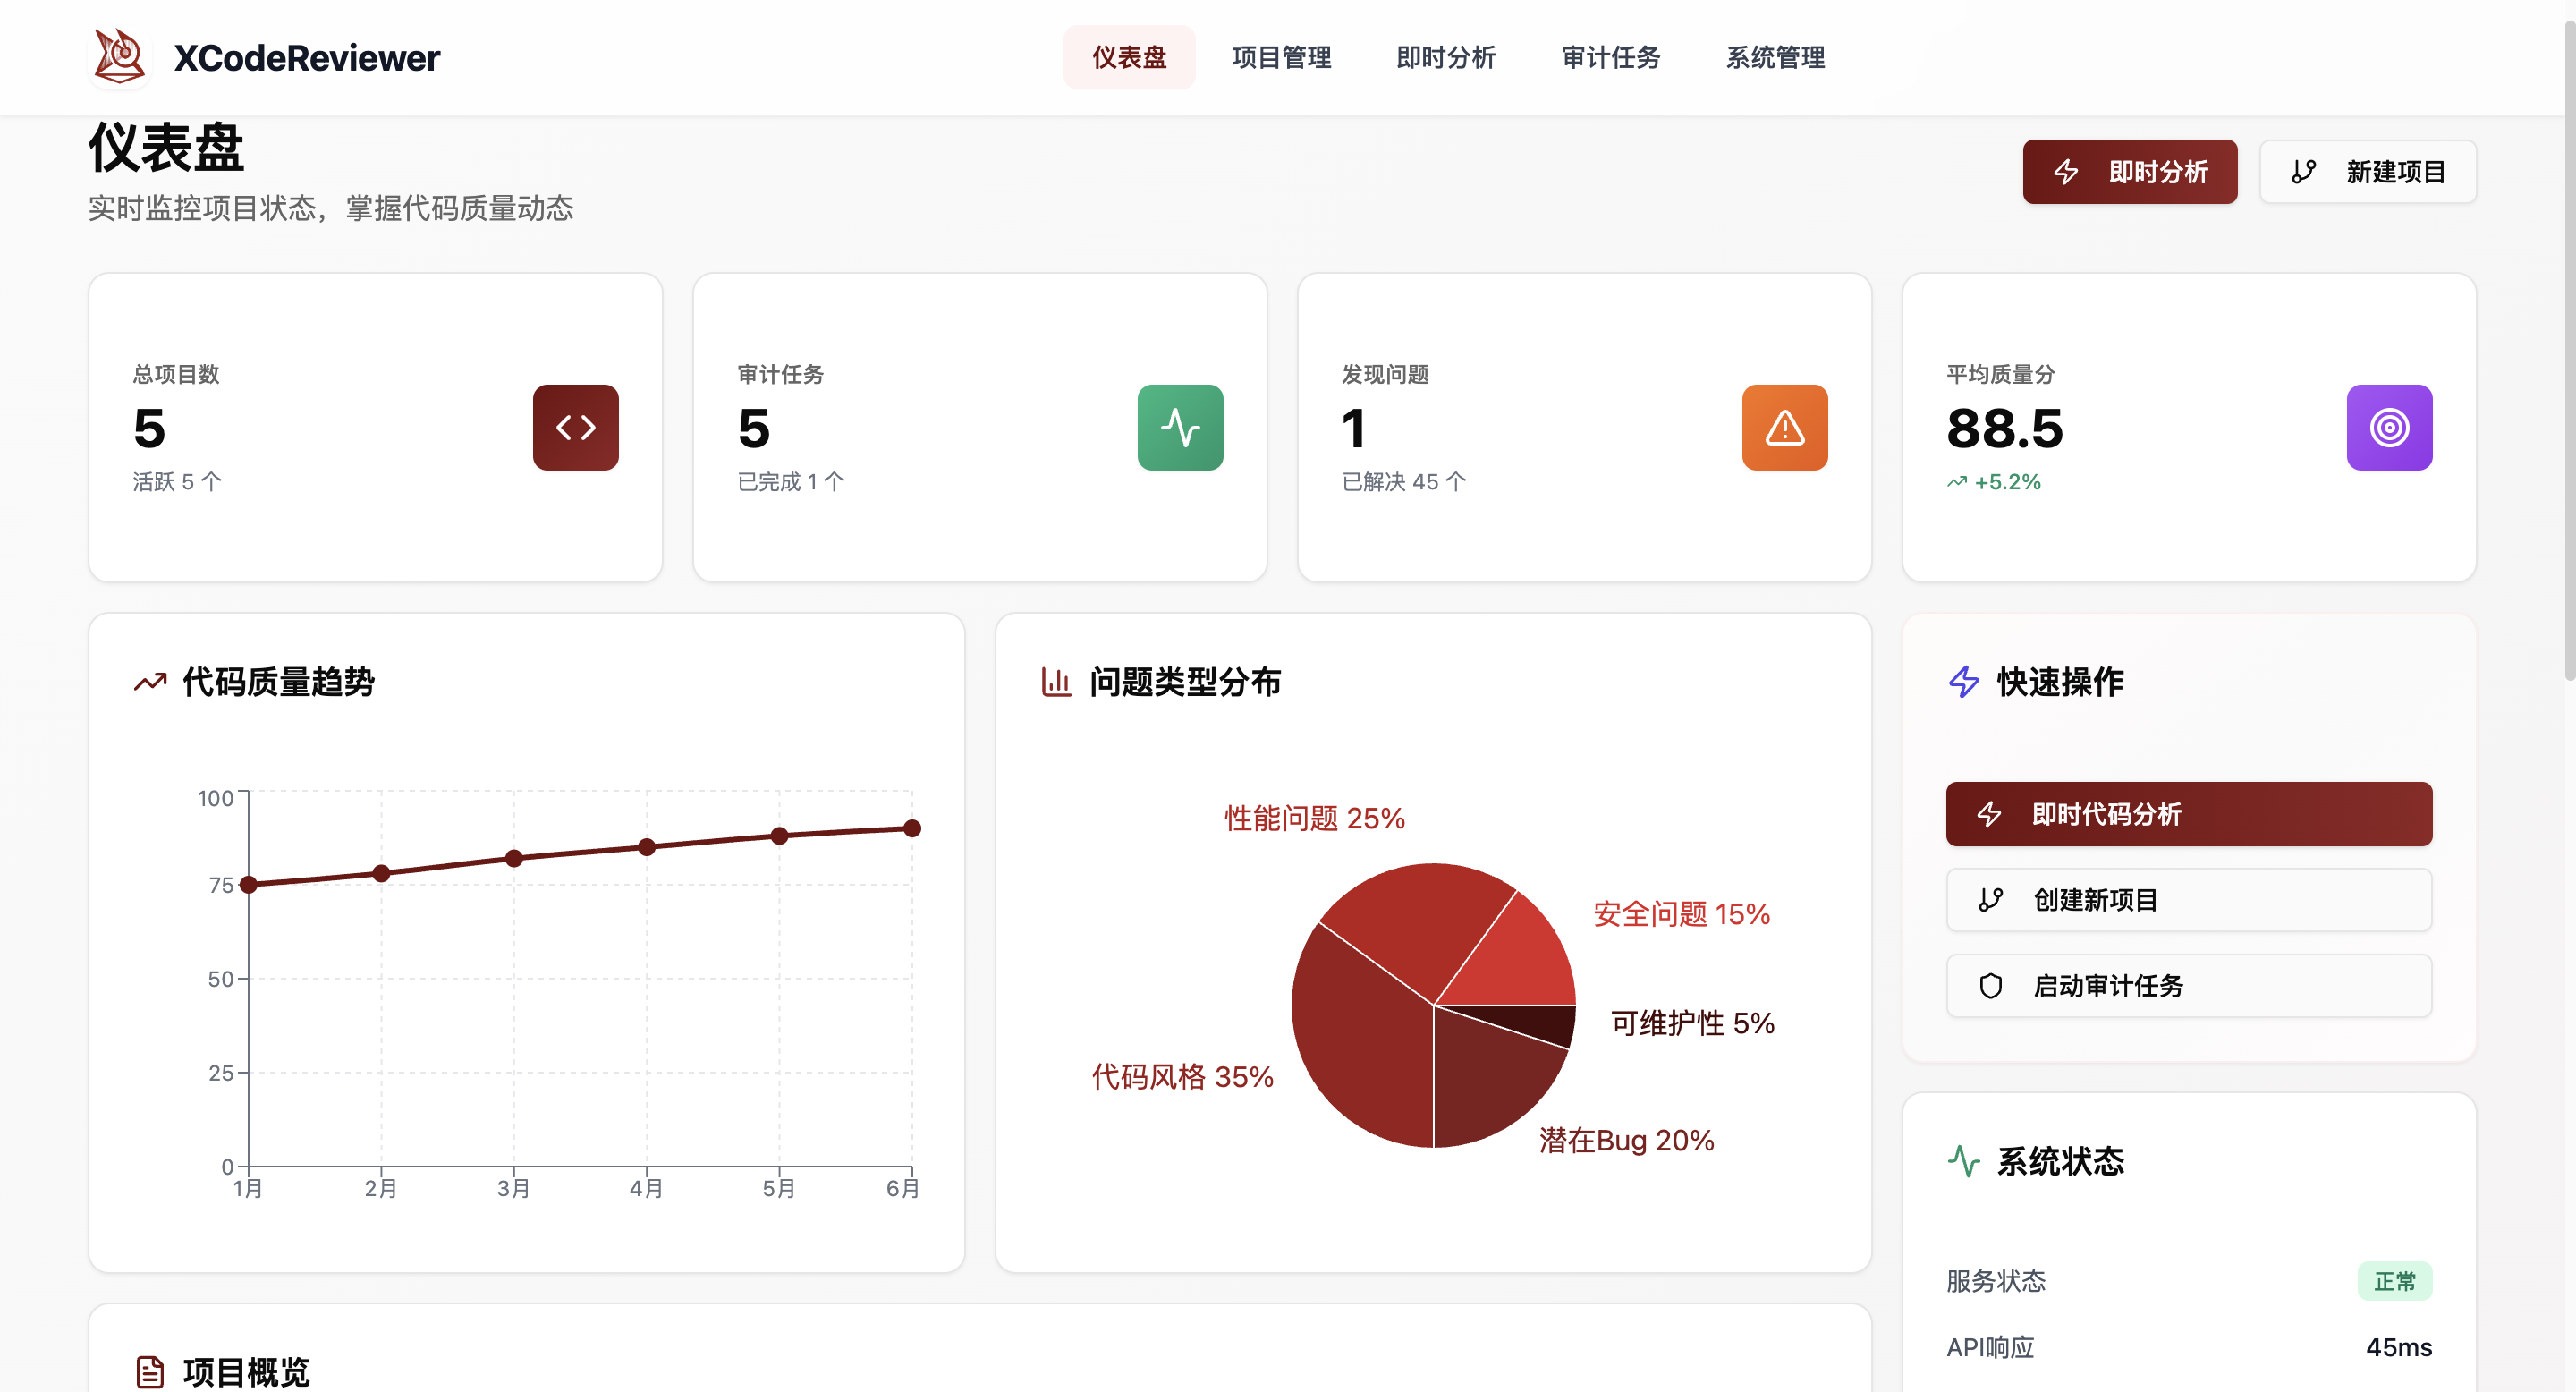 XCodeReviewer
仪表盘 项目管理 即时分析 审计任务 系统管理
仪表盘
实时监控项目状态，掌握代码质量动态
即时分析 新建项目
总项目数
5
活跃 5 个
审计任务
5
已完成 1 个
发现问题
1
已解决 45 个
平均质量分
88.5
+5.2%
代码质量趋势
100
75
50
25
0
1月 2月 3月 4月 5月 6月
问题类型分布
性能问题 25%
安全问题 15%
可维护性 5%
代码风格 35%
潜在Bug 20%
快速操作
即时代码分析
创建新项目
启动审计任务
系统状态
服务状态 正常
API响应 45ms
项目概览